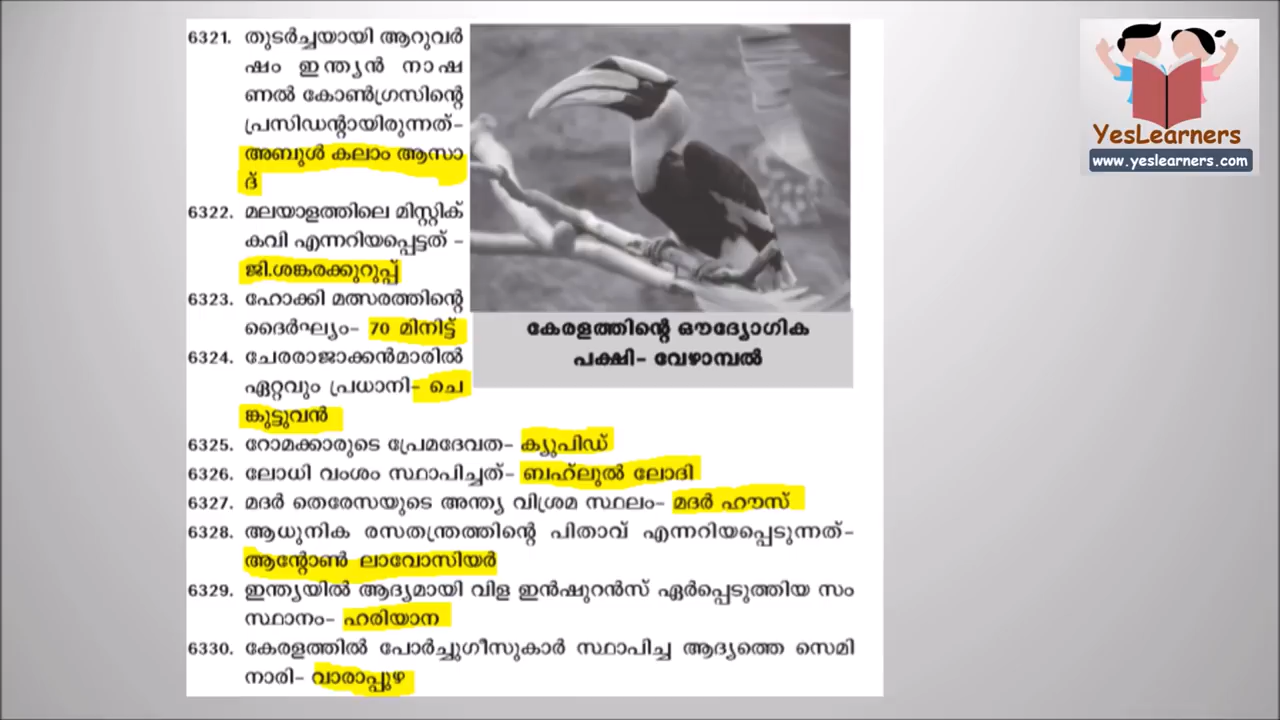 6321. തുടർച്ചയായി ആറുവർ
ഷം ഇന്ത്യൻ നാഷ
ണൽ കോൺഗ്രസിന്റെ
പ്രസിഡന്റായിരുന്നത്-
അബുൾ കലാം ആസാ
ദ്
6322. മലയാളത്തിലെ മിസ്റ്റിക്
കവി എന്നറിയപ്പെട്ടത് -
ജി.ശങ്കരക്കുറുപ്പ്
6323. ഹോക്കി മത്സരത്തിന്റെ
ദൈർഘ്യം- 70 മിനിട്ട്
6324. ചേരരാജാക്കൻമാരിൽ
ഏറ്റവും പ്രധാനി- ചെ
ങ്കുട്ടുവൻ
കേരളത്തിന്റെ ഔദ്യോഗിക
പക്ഷി- വേഴാമ്പൽ
6325. റോമക്കാരുടെ പ്രേമദേവത- ക്യുപിഡ്
6326. ലോധി വംശം സ്ഥാപിച്ചത്- ബഹ്‌ലുൽ ലോദി
6327. മദർ തെരേസയുടെ അന്ത്യ വിശ്രമ സ്ഥലം- മദർ ഹൗസ്
6328. ആധുനിക രസതന്ത്രത്തിന്റെ പിതാവ് എന്നറിയപ്പെടുന്നത്-
ആന്റോൺ ലാവോസിയർ
6329. ഇന്ത്യയിൽ ആദ്യമായി വിള ഇൻഷുറൻസ് ഏർപ്പെടുത്തിയ സം
സ്ഥാനം- ഹരിയാന
6330. കേരളത്തിൽ പോർച്ചുഗീസുകാർ സ്ഥാപിച്ച ആദ്യത്തെ സെമി
നാരി- വാരാപ്പുഴ
YesLearners
www.yeslearners.com